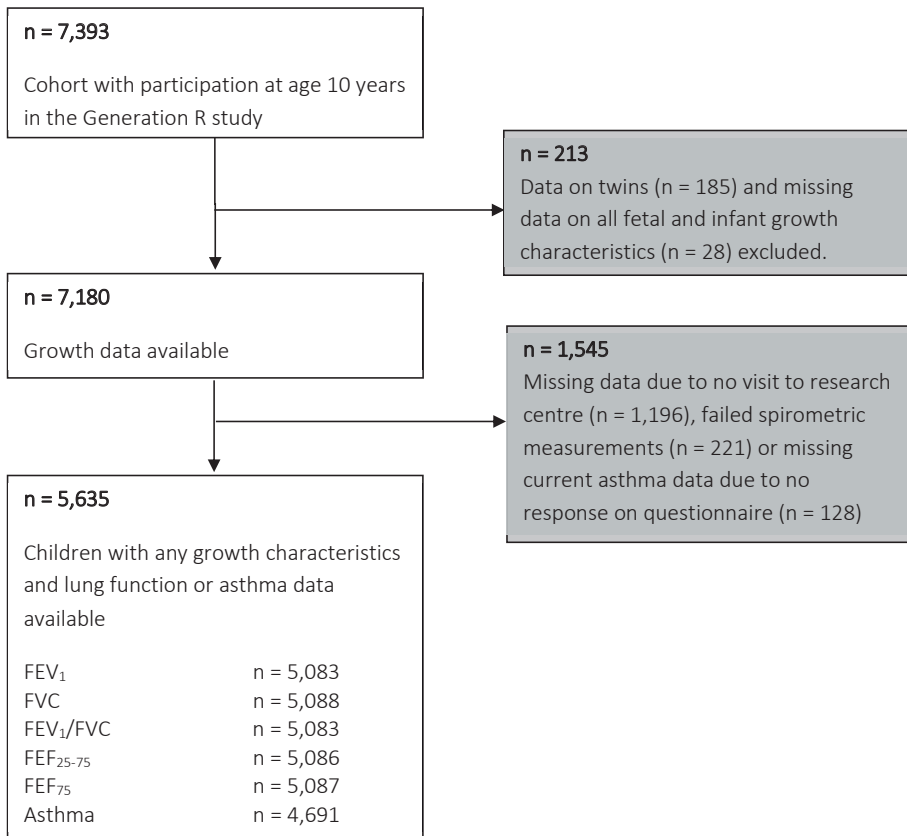 n = 7,393
Cohort with participation at age 10 years
in the Generation R study
n = 213
Data on twins (n = 185) and missing
data on all fetal and infant growth
characteristics (n = 28) excluded.
n = 7,180
Growth data available
n = 1,545
Missing data due to no visit to research
centre (n = 1,196), failed spirometric
measurements (n = 221) or missing
current asthma data due to no
response on questionnaire (n = 128)
n = 5,635
Children with any growth characteristics
and lung function or asthma data
available
FEV₁ n = 5,083
FVC n = 5,088
FEV₁/FVC n = 5,083
FEF₂₅₋₇₅ n = 5,086
FEF₇₅ n = 5,087
Asthma n = 4,691